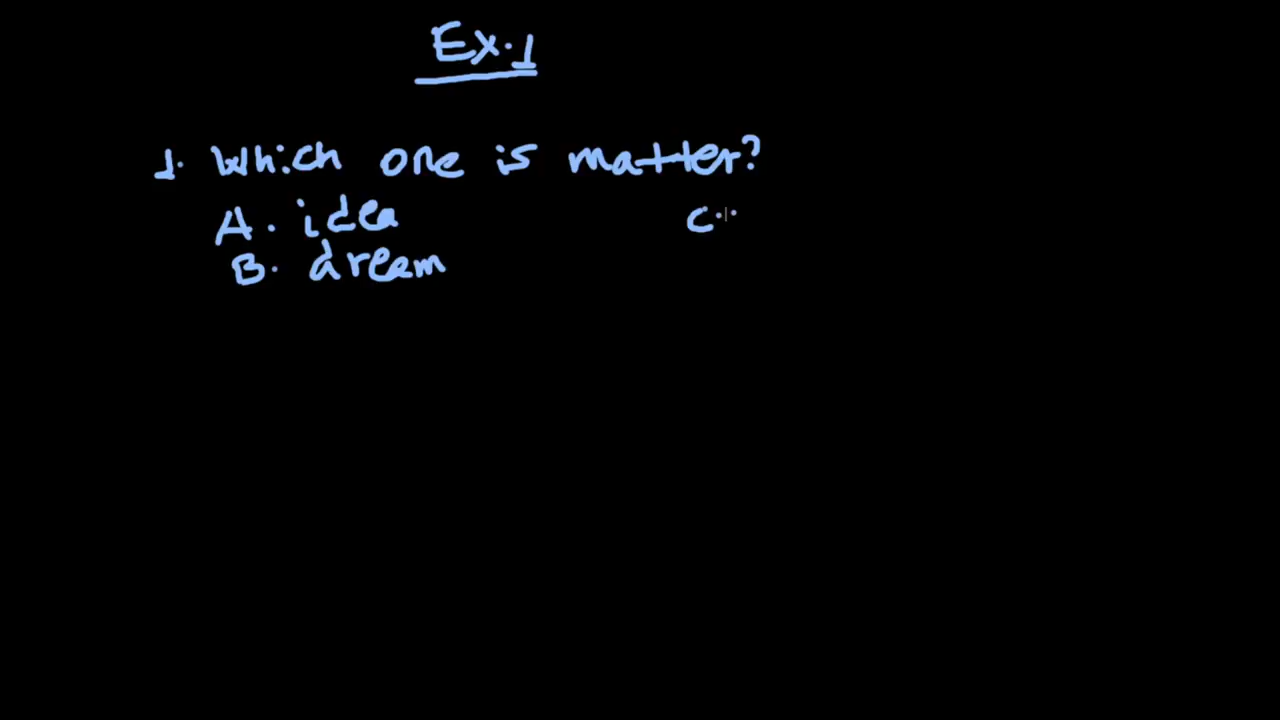 Ex.1
1. Which one is matter?
A. idea
C.
B. dream